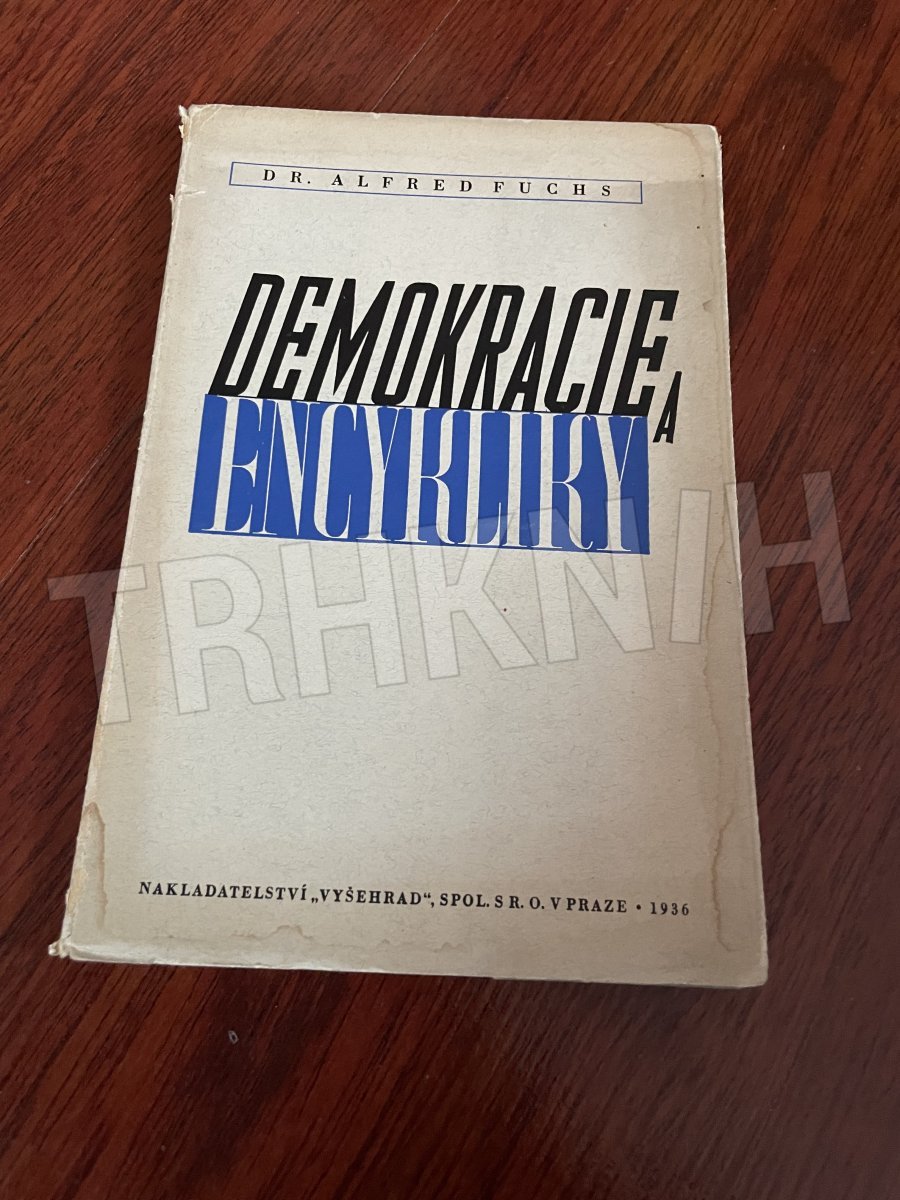 DR. ALFRED FUCHS
DEMOKRACIE
A
ENCYKLIKY
TRHKNIH
NAKLADATELSTVÍ „VYŠEHRAD“, SPOL. S R. O. V PRAZE • 1936